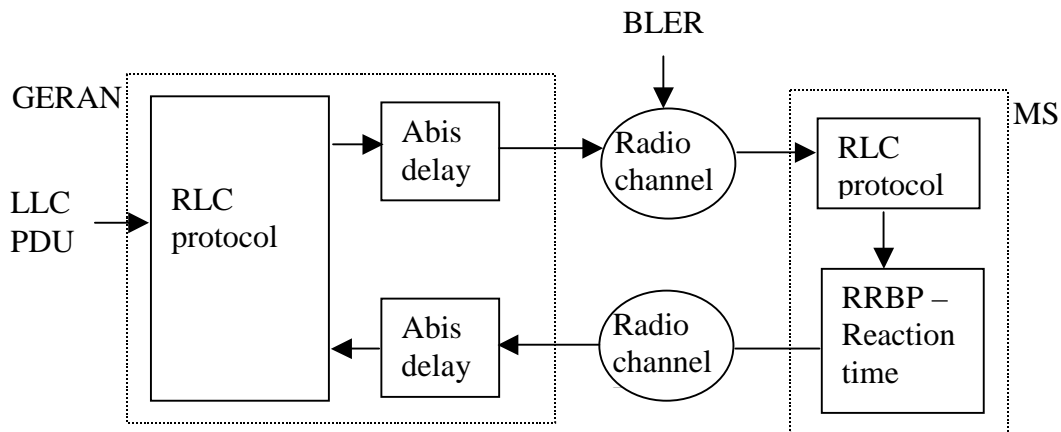 BLER
GERAN
MS
Abis
delay
Radio
channel
RLC
protocol
LLC
PDU
RLC
protocol
Abis
delay
Radio
channel
RRBP –
Reaction
time